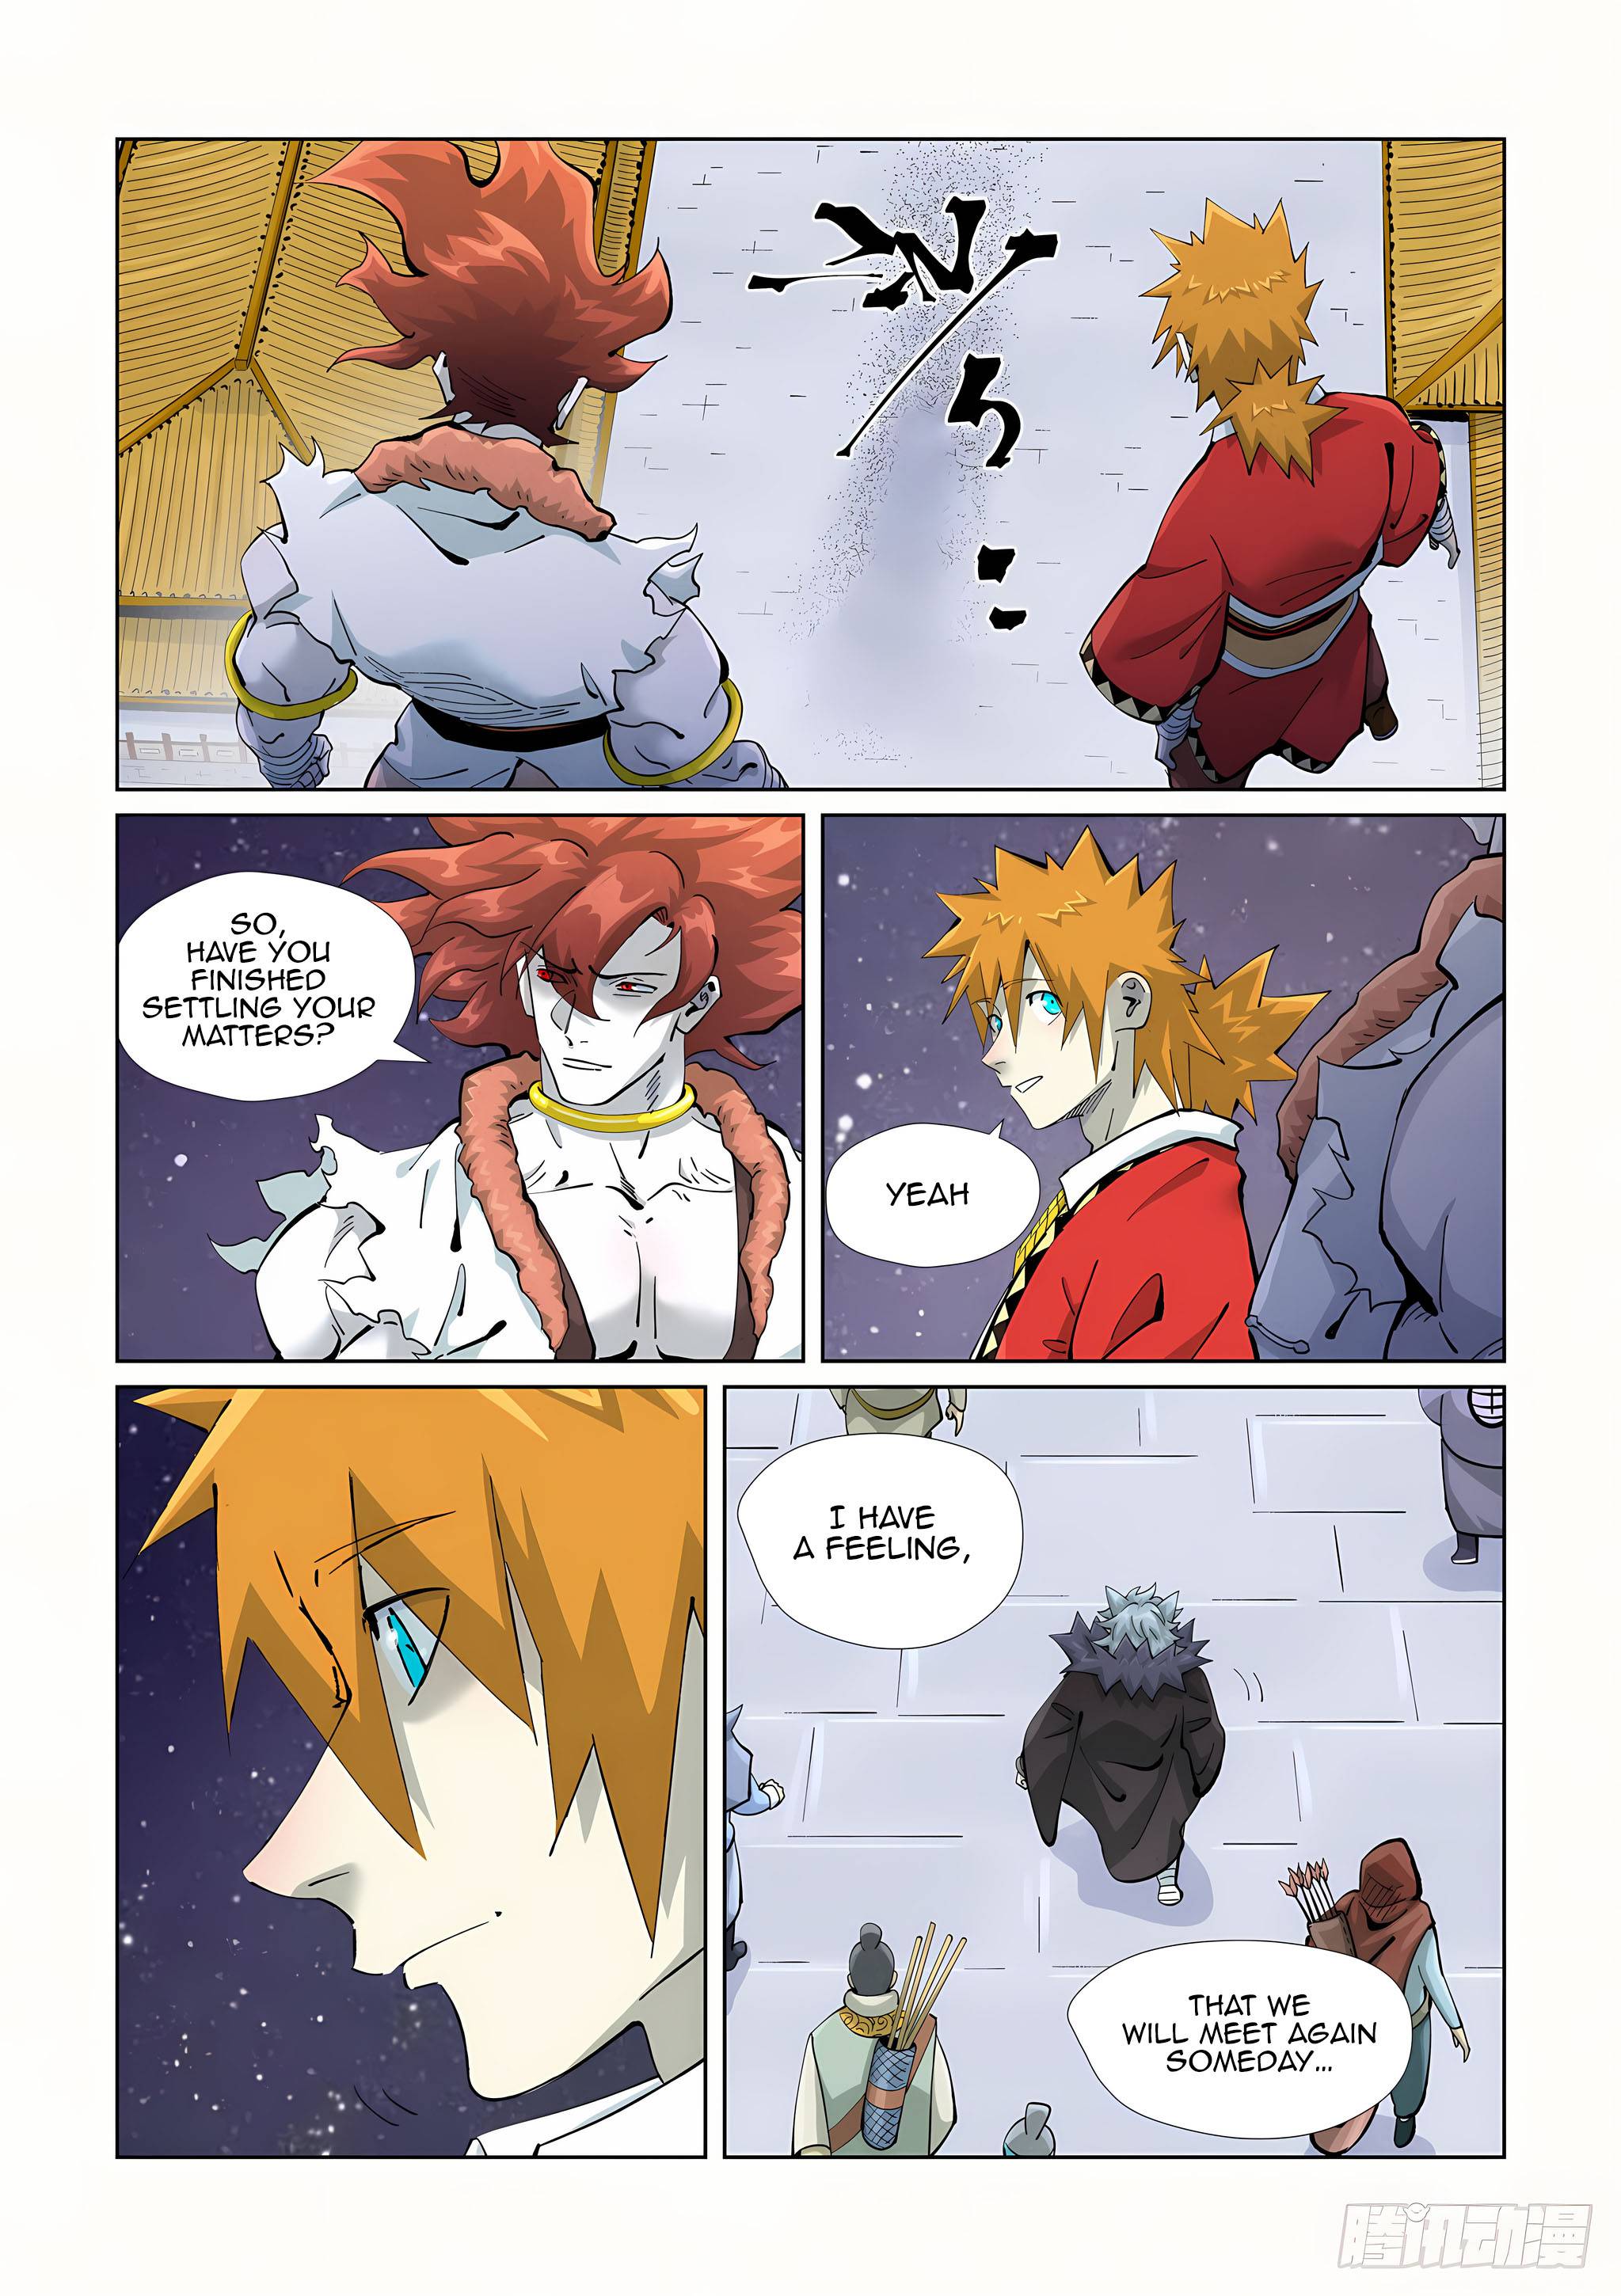 SO,
HAVE YOU
FINISHED
SETTLING YOUR
MATTERS?
YEAH
I HAVE
A FEELING,
THAT WE
WILL MEET AGAIN
SOMEDAY...
腾讯动漫